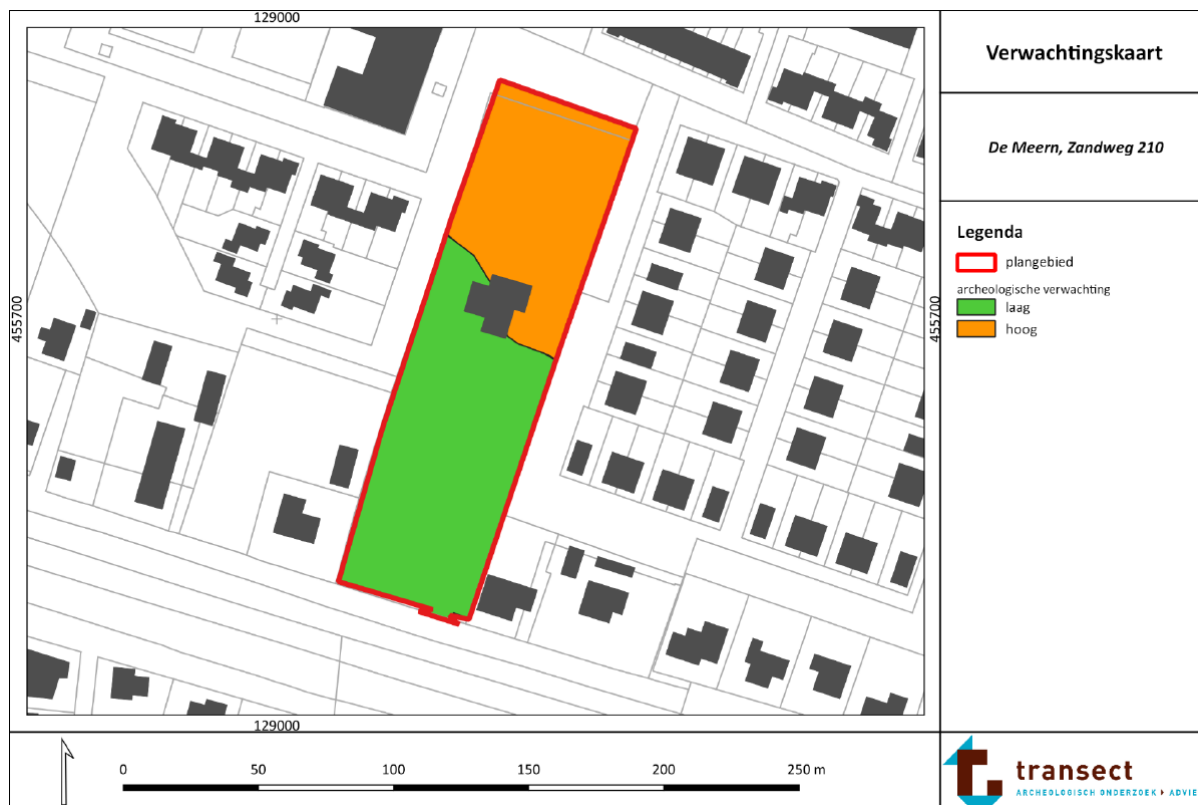 129000
455700
455700
129000
0 50 100 150 200 250 m
Verwachtingskaart
De Meern, Zandweg 210
Legenda
plangebied
archeologische verwachting
laag
hoog
transect
ARCHEOLOGISCH ONDERZOEK ADVIE